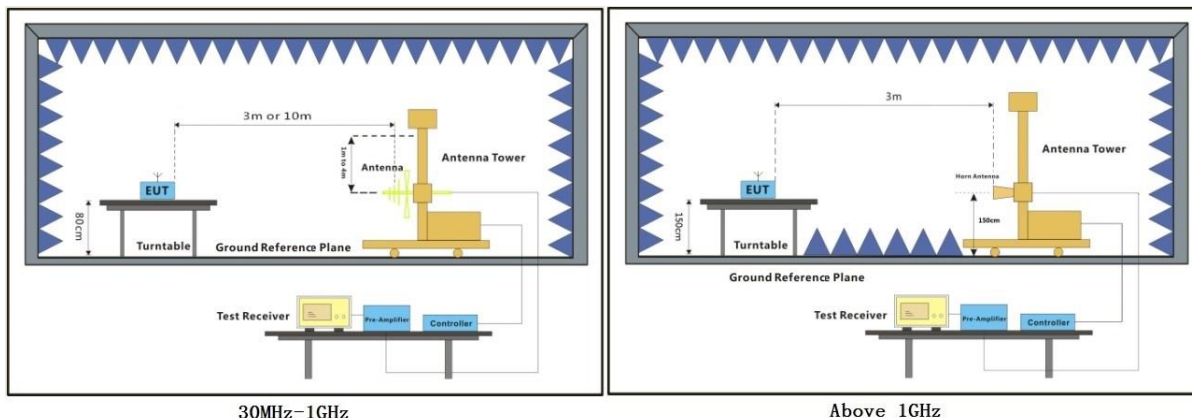 3m or 10m
1m to 4m
Antenna
Antenna Tower
EUT
80cm
Turntable
Ground Reference Plane
Test Receiver
Pre-Amplifier
Controller
30MHz-1GHz
3m
Antenna Tower
Horn Antenna
EUT
150cm
150cm
Turntable
Ground Reference Plane
Test Receiver
Pre-Amplifier
Controller
Above 1GHz